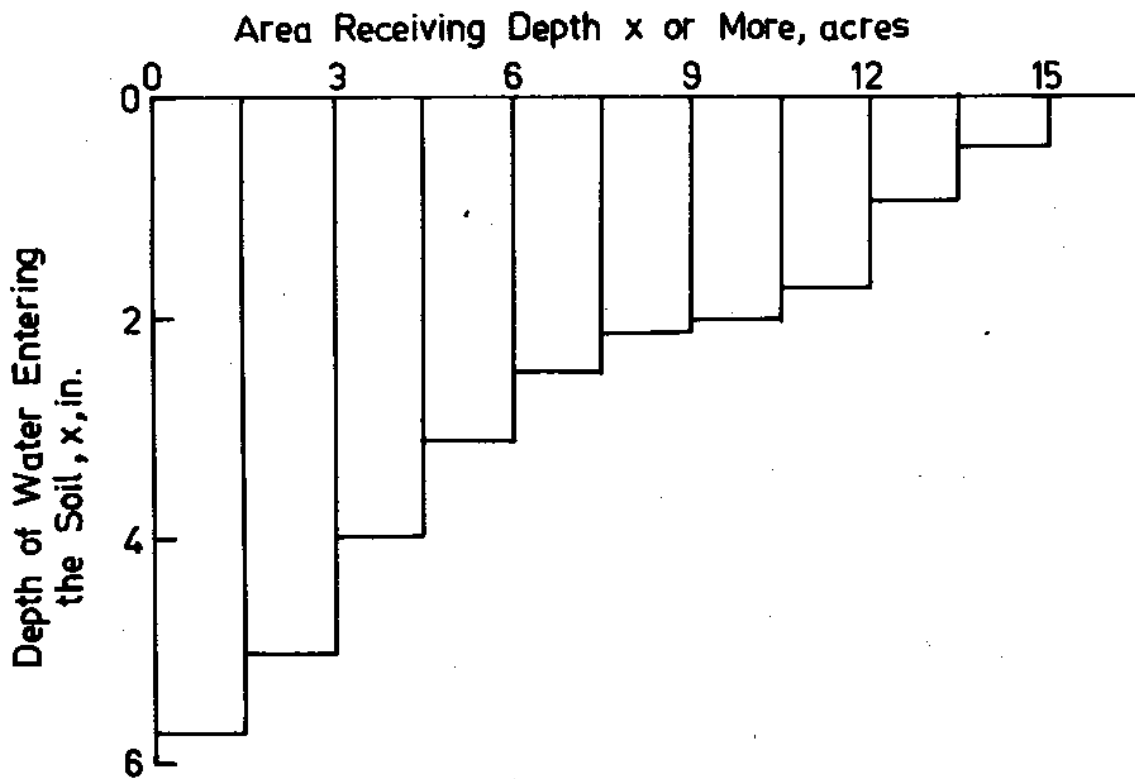 Area Receiving Depth x or More, acres
0 3 6 9 12 15
0
2
4
6
Depth of Water Entering
the Soil, x, in.